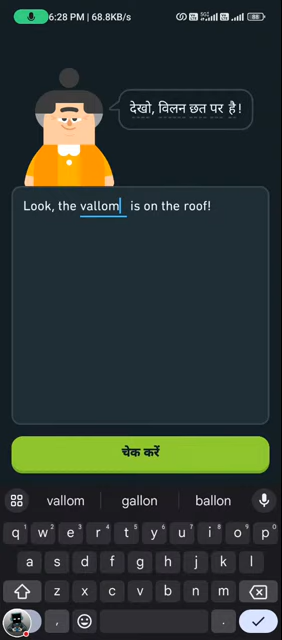 6:28 PM | 68.8KB/s
देखो, विलन छत पर है!
Look, the vallom is on the roof!
चेक करें
vallom gallon ballon
q w e r t y u i o p
a s d f g h j k l
z x c v b n m
, .